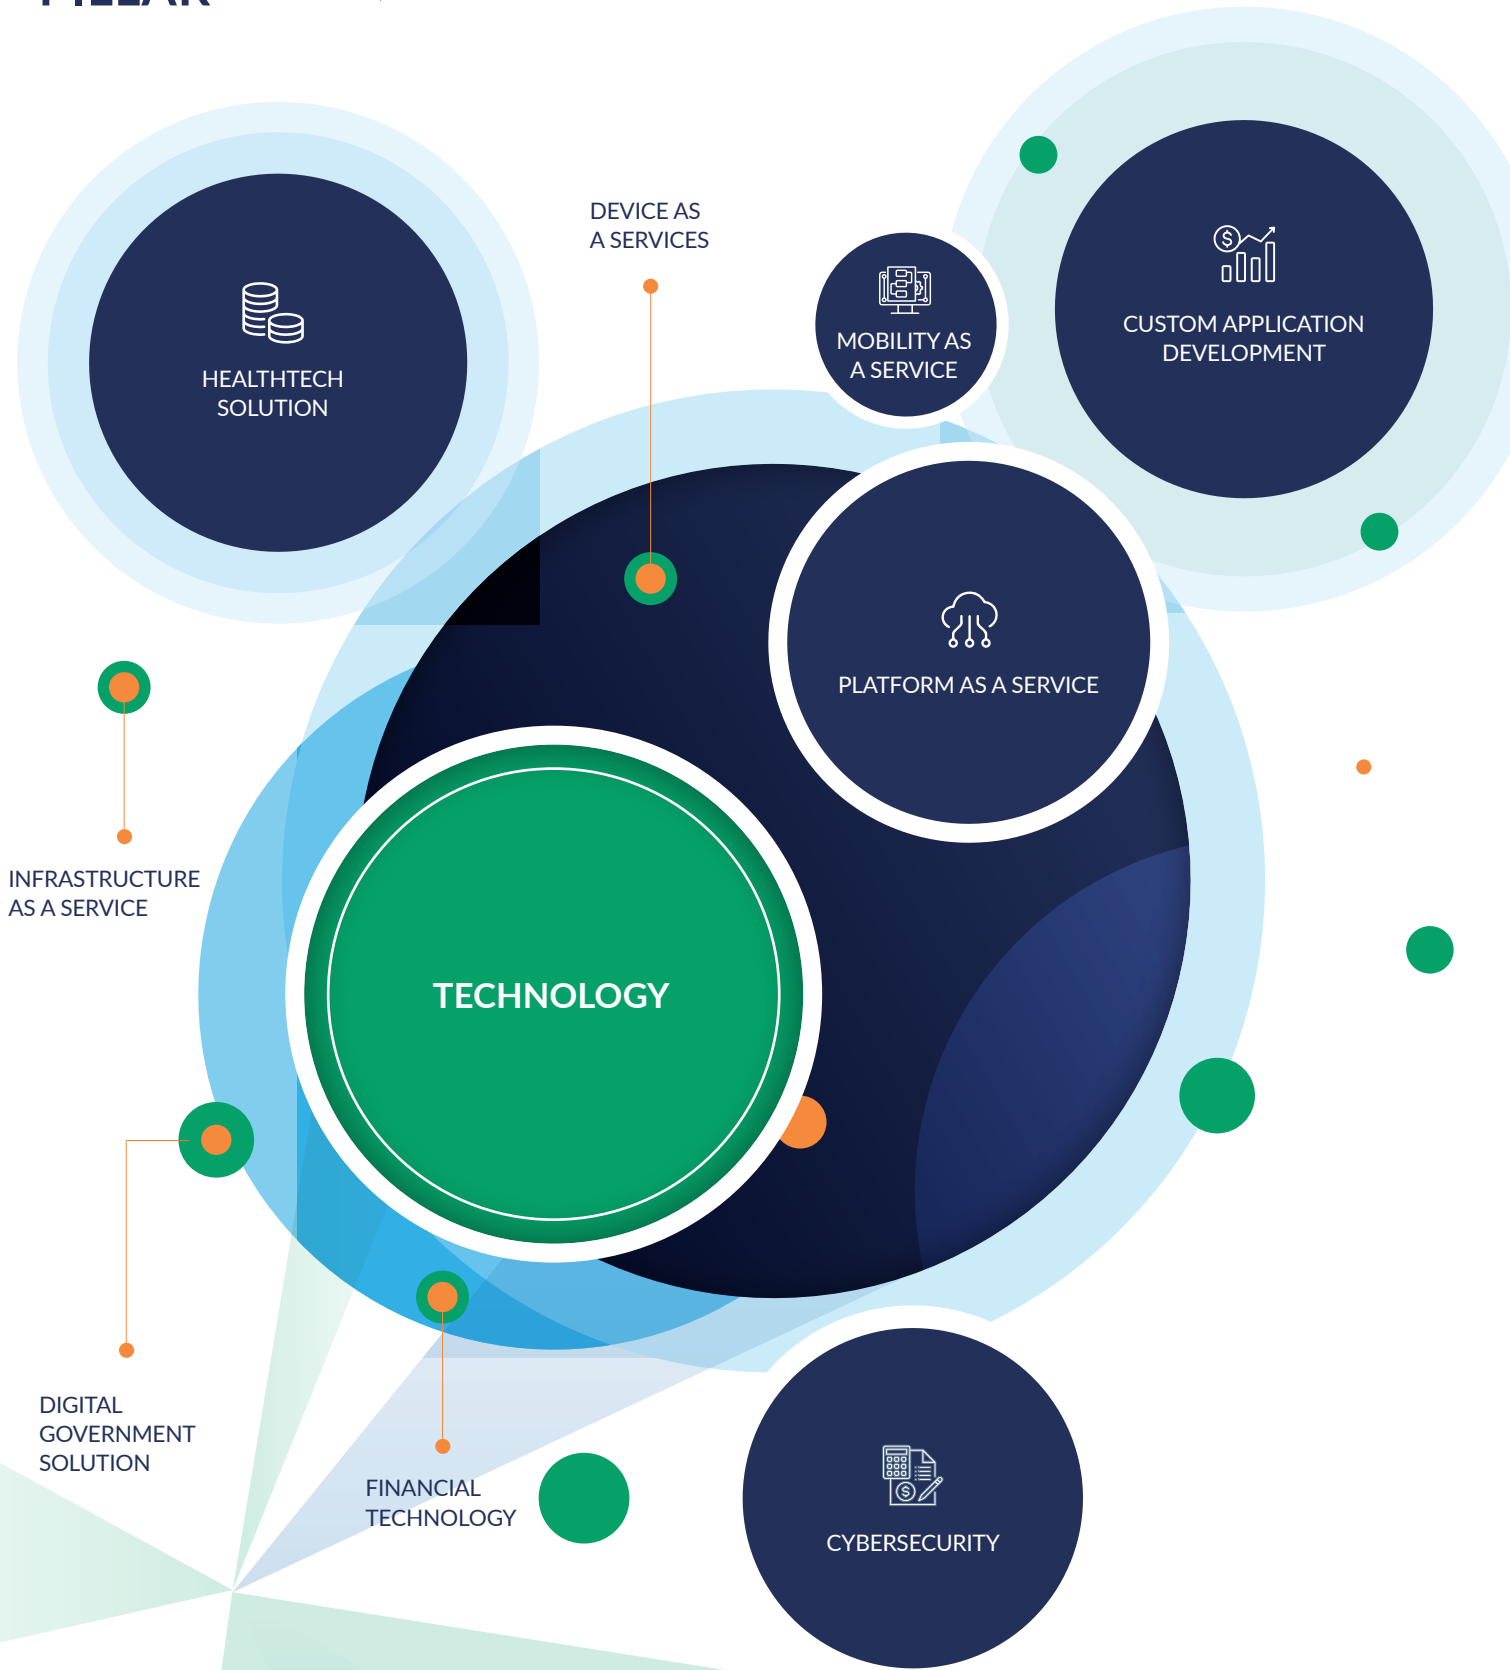 DEVICE AS
A SERVICES
MOBILITY AS
A SERVICE
CUSTOM APPLICATION
DEVELOPMENT
HEALTHTECH
SOLUTION
PLATFORM AS A SERVICE
INFRASTRUCTURE
AS A SERVICE
TECHNOLOGY
DIGITAL
GOVERNMENT
SOLUTION
FINANCIAL
TECHNOLOGY
CYBERSECURITY